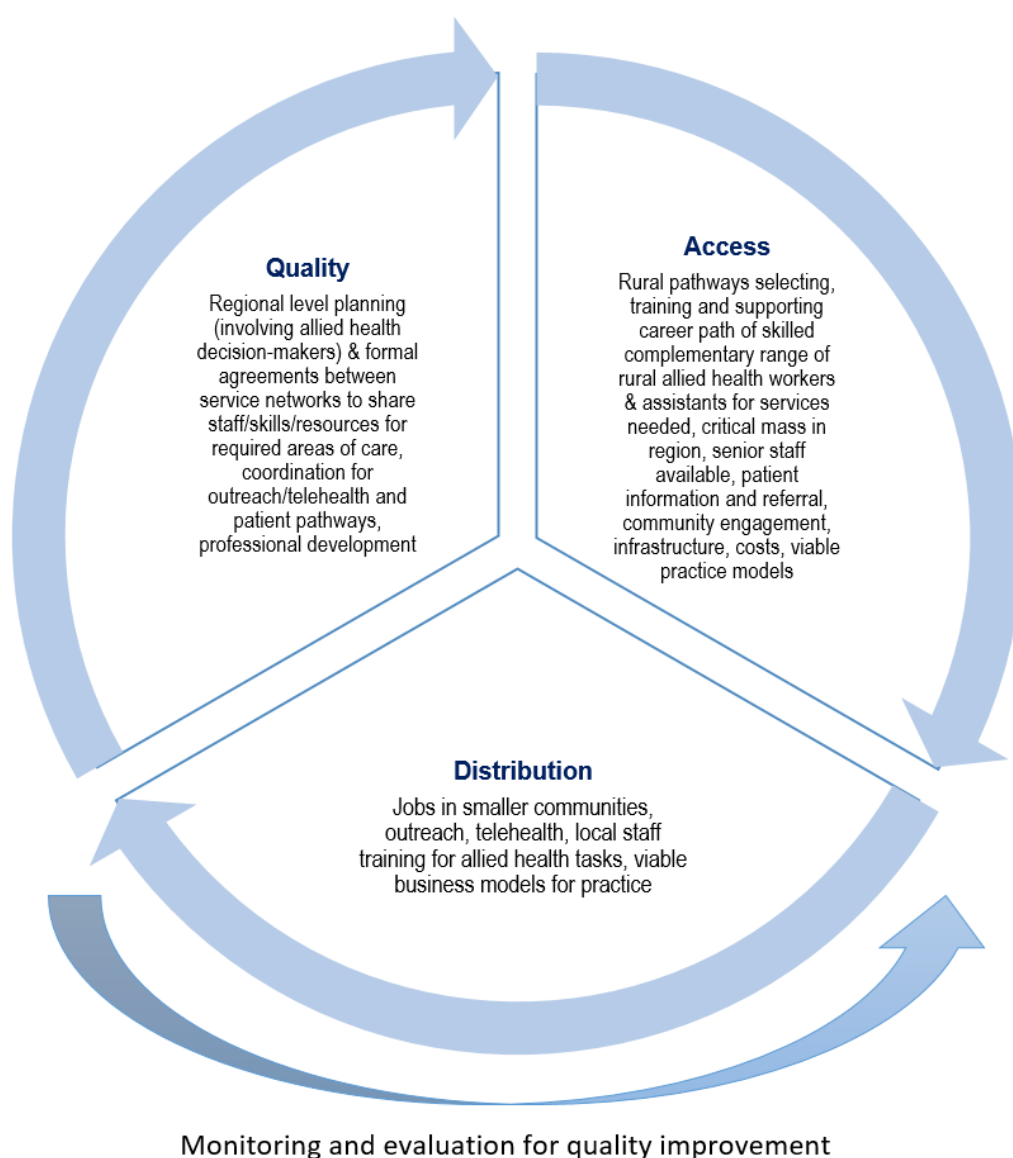 Quality
Regional level planning
(involving allied health
decision-makers) & formal
agreements between
service networks to share
staff/skills/resources for
required areas of care,
coordination for
outreach/telehealth and
patient pathways,
professional development
Access
Rural pathways selecting,
training and supporting
career path of skilled
complementary range of
rural allied health workers
& assistants for services
needed, critical mass in
region, senior staff
available, patient
information and referral,
community engagement,
infrastructure, costs, viable
practice models
Distribution
Jobs in smaller communities,
outreach, telehealth, local staff
training for allied health tasks, viable
business models for practice
Monitoring and evaluation for quality improvement